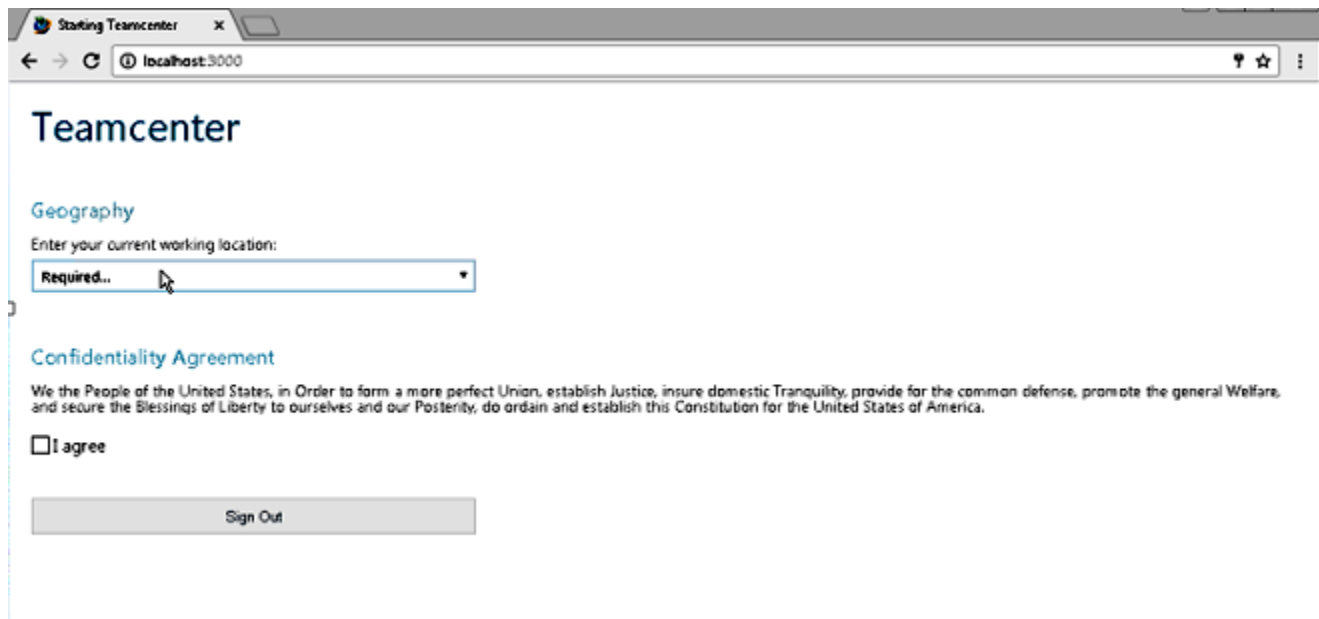 Starting Teamcenter
localhost:3000
Teamcenter
Geography
Enter your current working location:
Required...
Confidentiality Agreement
We the People of the United States, in Order to form a more perfect Union, establish Justice, insure domestic Tranquility, provide for the common defense, promote the general Welfare,
and secure the Blessings of Liberty to ourselves and our Posterity, do ordain and establish this Constitution for the United States of America.
I agree
Sign Out